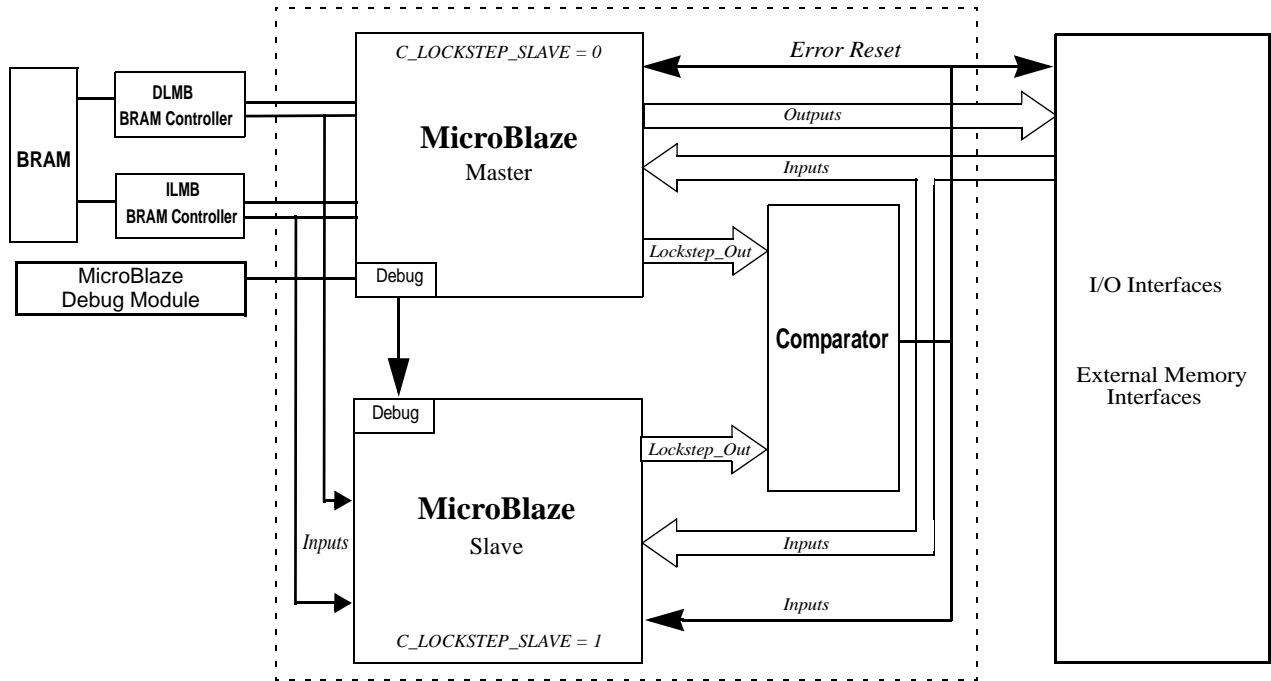 C_LOCKSTEP_SLAVE = 0
MicroBlaze
Master
Debug
DLMB
BRAM Controller
BRAM
ILMB
BRAM Controller
MicroBlaze
Debug Module
Error Reset
Outputs
Inputs
Lockstep_Out
Comparator
I/O Interfaces
External Memory
Interfaces
Debug
Lockstep_Out
MicroBlaze
Slave
Inputs
Inputs
Inputs
C_LOCKSTEP_SLAVE = 1